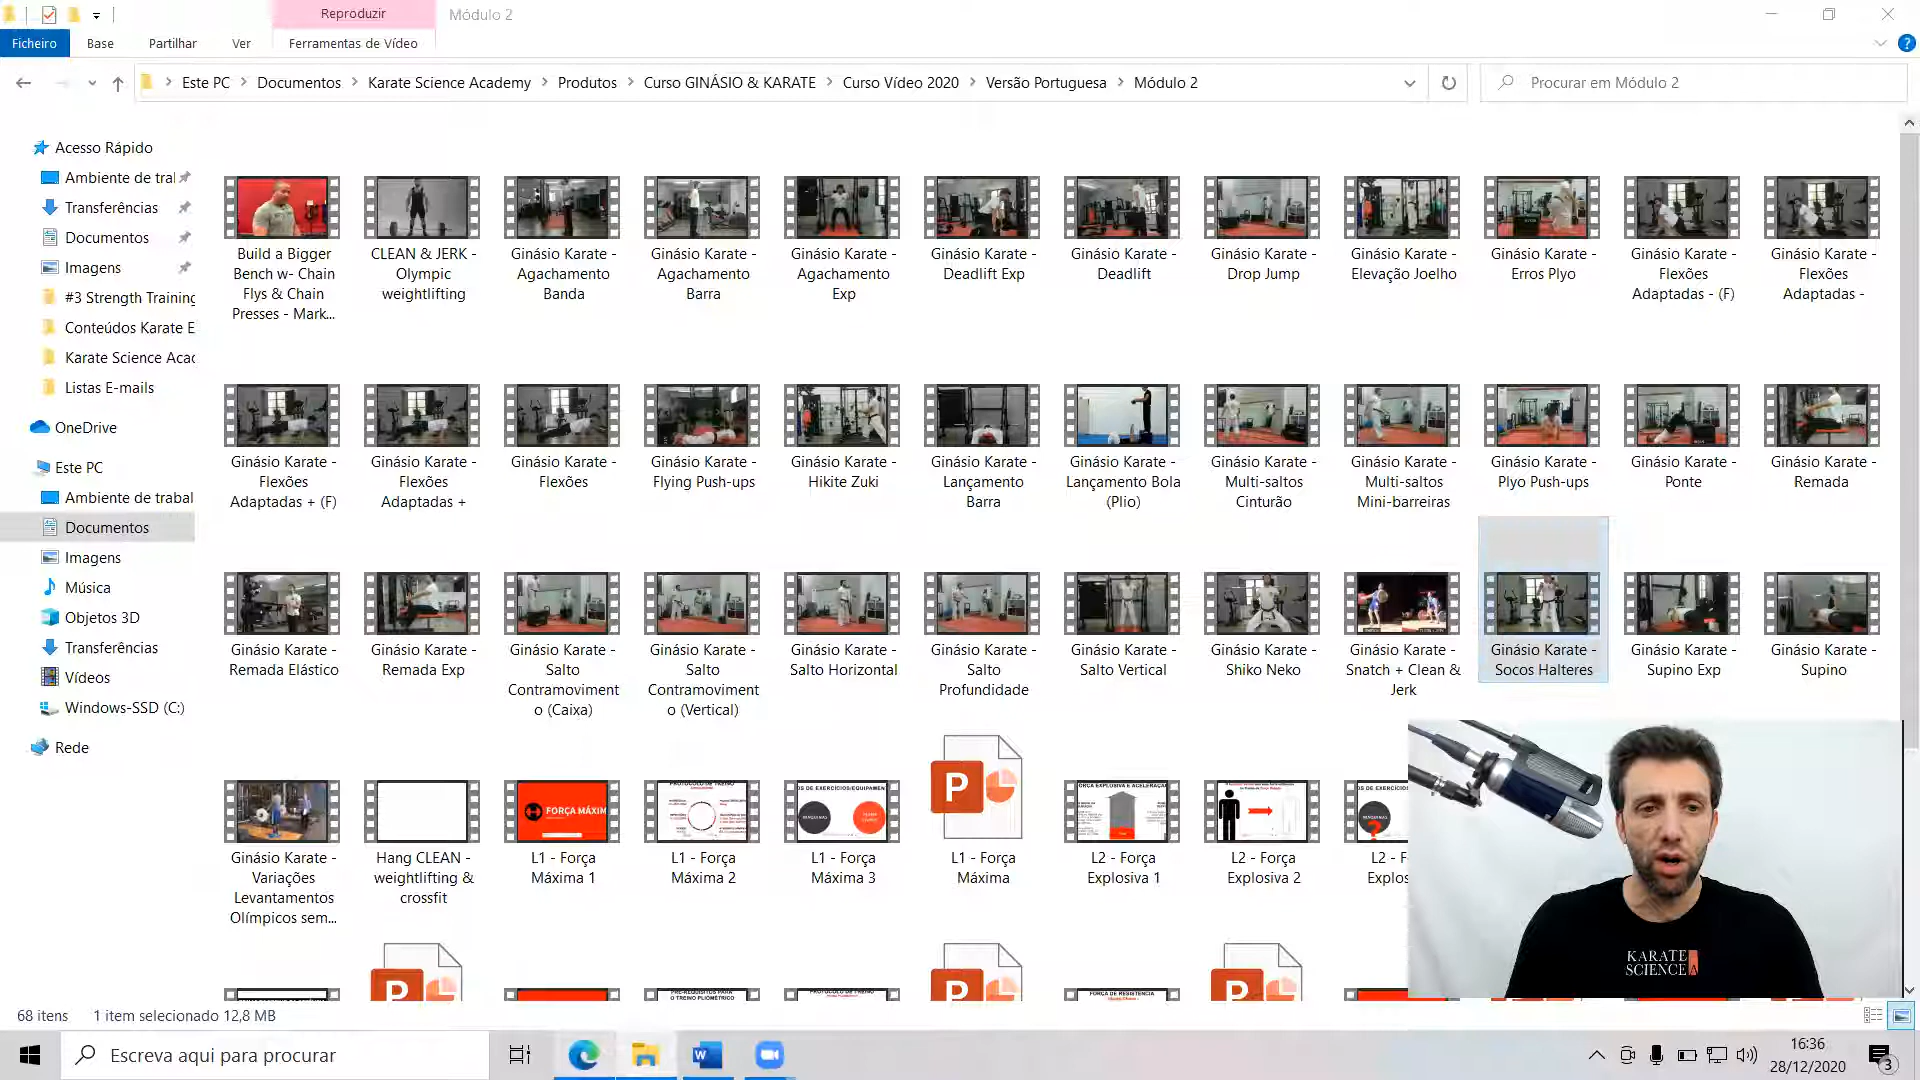 Reproduzir
Módulo 2
Ficheiro
Base
Partilhar
Ver
Ferramentas de Vídeo
Este PC
Documentos
Karate Science Academy
Produtos
Curso GINÁSIO & KARATE
Curso Vídeo 2020
Versão Portuguesa
Módulo 2
Procurar em Módulo 2
Acesso Rápido
Ambiente de tral
Transferências
Documentos
Imagens
#3 Strength Training
Conteúdos Karate E
Karate Science Acad
Listas E-mails
OneDrive
Este PC
Ambiente de trabal
Documentos
Imagens
Música
Objetos 3D
Transferências
Vídeos
Windows-SSD (C:)
Rede
Build a Bigger
Bench w- Chain
Flys & Chain
Presses - Mark...
CLEAN & JERK -
Olympic
weightlifting
Ginásio Karate -
Agachamento
Banda
Ginásio Karate -
Agachamento
Barra
Ginásio Karate -
Agachamento
Exp
Ginásio Karate -
Deadlift Exp
Ginásio Karate -
Deadlift
Ginásio Karate -
Drop Jump
Ginásio Karate -
Elevação Joelho
Ginásio Karate -
Erros Plyo
Ginásio Karate -
Flexões
Adaptadas - (F)
Ginásio Karate -
Flexões
Adaptadas -
Ginásio Karate -
Flexões
Adaptadas + (F)
Ginásio Karate -
Flexões
Adaptadas +
Ginásio Karate -
Flexões
Ginásio Karate -
Flying Push-ups
Ginásio Karate -
Hikite Zuki
Ginásio Karate -
Lançamento
Barra
Ginásio Karate -
Lançamento Bola
(Plio)
Ginásio Karate -
Multi-saltos
Cinturão
Ginásio Karate -
Multi-saltos
Mini-barreiras
Ginásio Karate -
Plyo Push-ups
Ginásio Karate -
Ponte
Ginásio Karate -
Remada
Ginásio Karate -
Remada Elástico
Ginásio Karate -
Remada Exp
Ginásio Karate -
Salto
Contramoviment
o (Caixa)
Ginásio Karate -
Salto
Contramoviment
o (Vertical)
Ginásio Karate -
Salto Horizontal
Ginásio Karate -
Salto
Profundidade
Ginásio Karate -
Salto Vertical
Ginásio Karate -
Shiko Neko
Ginásio Karate -
Snatch + Clean &
Jerk
Ginásio Karate -
Socos Halteres
Ginásio Karate -
Supino Exp
Ginásio Karate -
Supino
FORÇA MÁXIM
MÁQUINAS
P
Ginásio Karate -
Variações
Levantamentos
Olímpicos sem...
Hang CLEAN -
weightlifting &
crossfit
L1 - Força
Máxima 1
L1 - Força
Máxima 2
L1 - Força
Máxima 3
L1 - Força
Máxima
L2 - Força
Explosiva 1
L2 - Força
Explosiva 2
L2 - F
Explos
KARATE
SCIENCE
P
P
P
68 itens
1 item selecionado 12,8 MB
Escreva aqui para procurar
W
16:36
28/12/2020
3